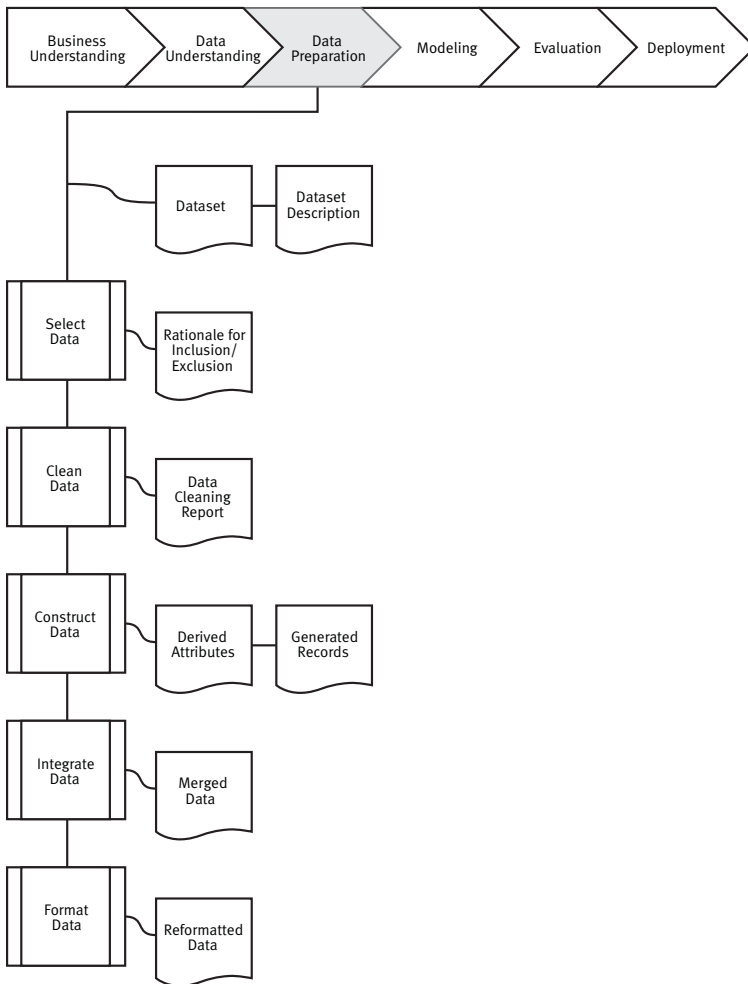 Business
Understanding
Data
Understanding
Data
Preparation
Modeling
Evaluation
Deployment
Dataset
Dataset
Description
Select
Data
Rationale for
Inclusion/
Exclusion
Clean
Data
Data
Cleaning
Report
Construct
Data
Derived
Attributes
Generated
Records
Integrate
Data
Merged
Data
Format
Data
Reformatted
Data